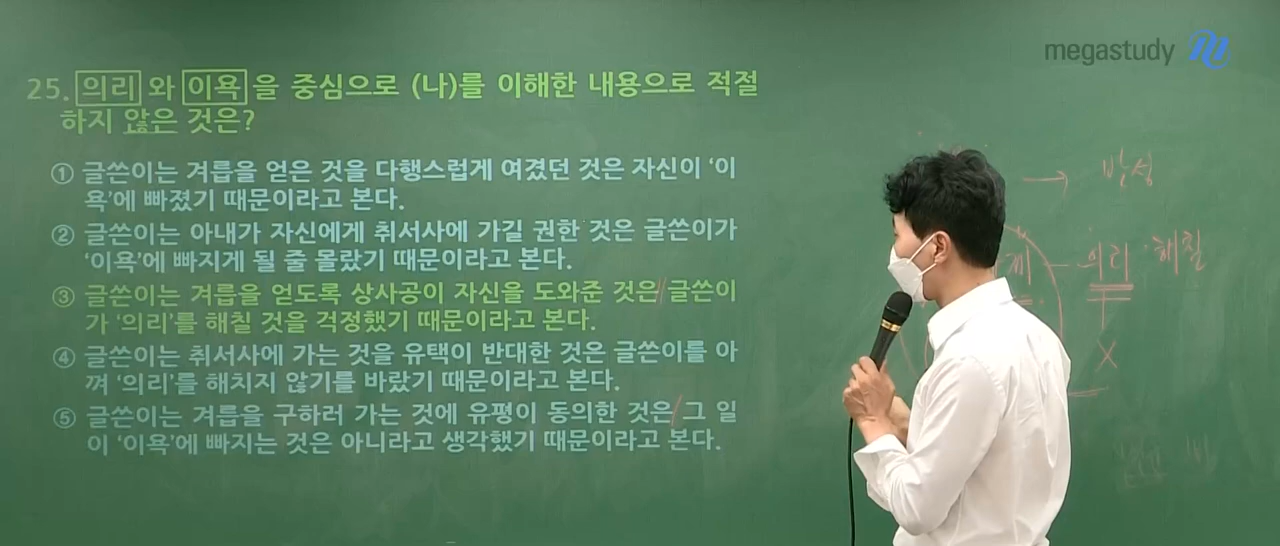 megastudy
25. 의리 와 이욕 을 중심으로 (나)를 이해한 내용으로 적절
하지 않은 것은?
① 글쓴이는 겨릅을 얻은 것을 다행스럽게 여겼던 것은 자신이 ‘이
욕’에 빠졌기 때문이라고 본다.
② 글쓴이는 아내가 자신에게 취서사에 가길 권한 것은 글쓴이가
‘이욕’에 빠지게 될 줄 몰랐기 때문이라고 본다.
③ 글쓴이는 겨릅을 얻도록 상사공이 자신을 도와준 것은 글쓴이
가 ‘의리’를 해칠 것을 걱정했기 때문이라고 본다.
④ 글쓴이는 취서사에 가는 것을 유택이 반대한 것은 글쓴이를 아
껴 ‘의리’를 해치지 않기를 바랐기 때문이라고 본다.
⑤ 글쓴이는 겨릅을 구하러 가는 것에 유평이 동의한 것은 그 일
이 ‘이욕’에 빠지는 것은 아니라고 생각했기 때문이라고 본다.
→ 반성
의리 해칠
X